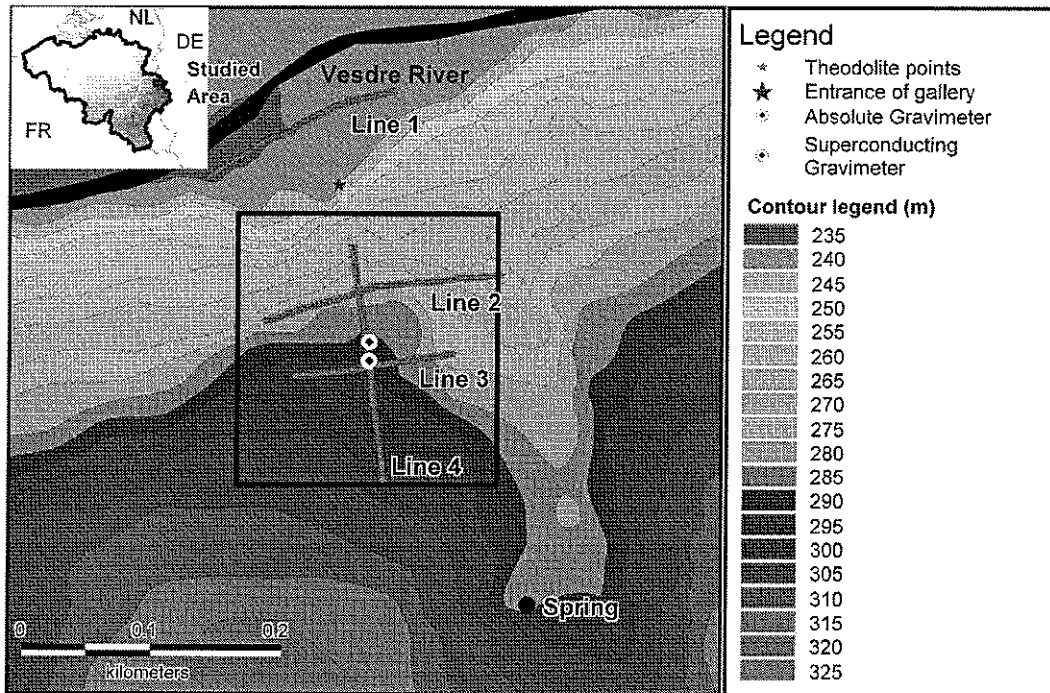 NL
DE
Studied
Area
FR
Vesdre River
Line 1
Line 2
Line 3
Line 4
Spring
0 0.1 0.2
kilometers
Legend
Theodolite points
Entrance of gallery
Absolute Gravimeter
Superconducting
Gravimeter
Contour legend (m)
235
240
245
250
255
260
265
270
275
280
285
290
295
300
305
310
315
320
325